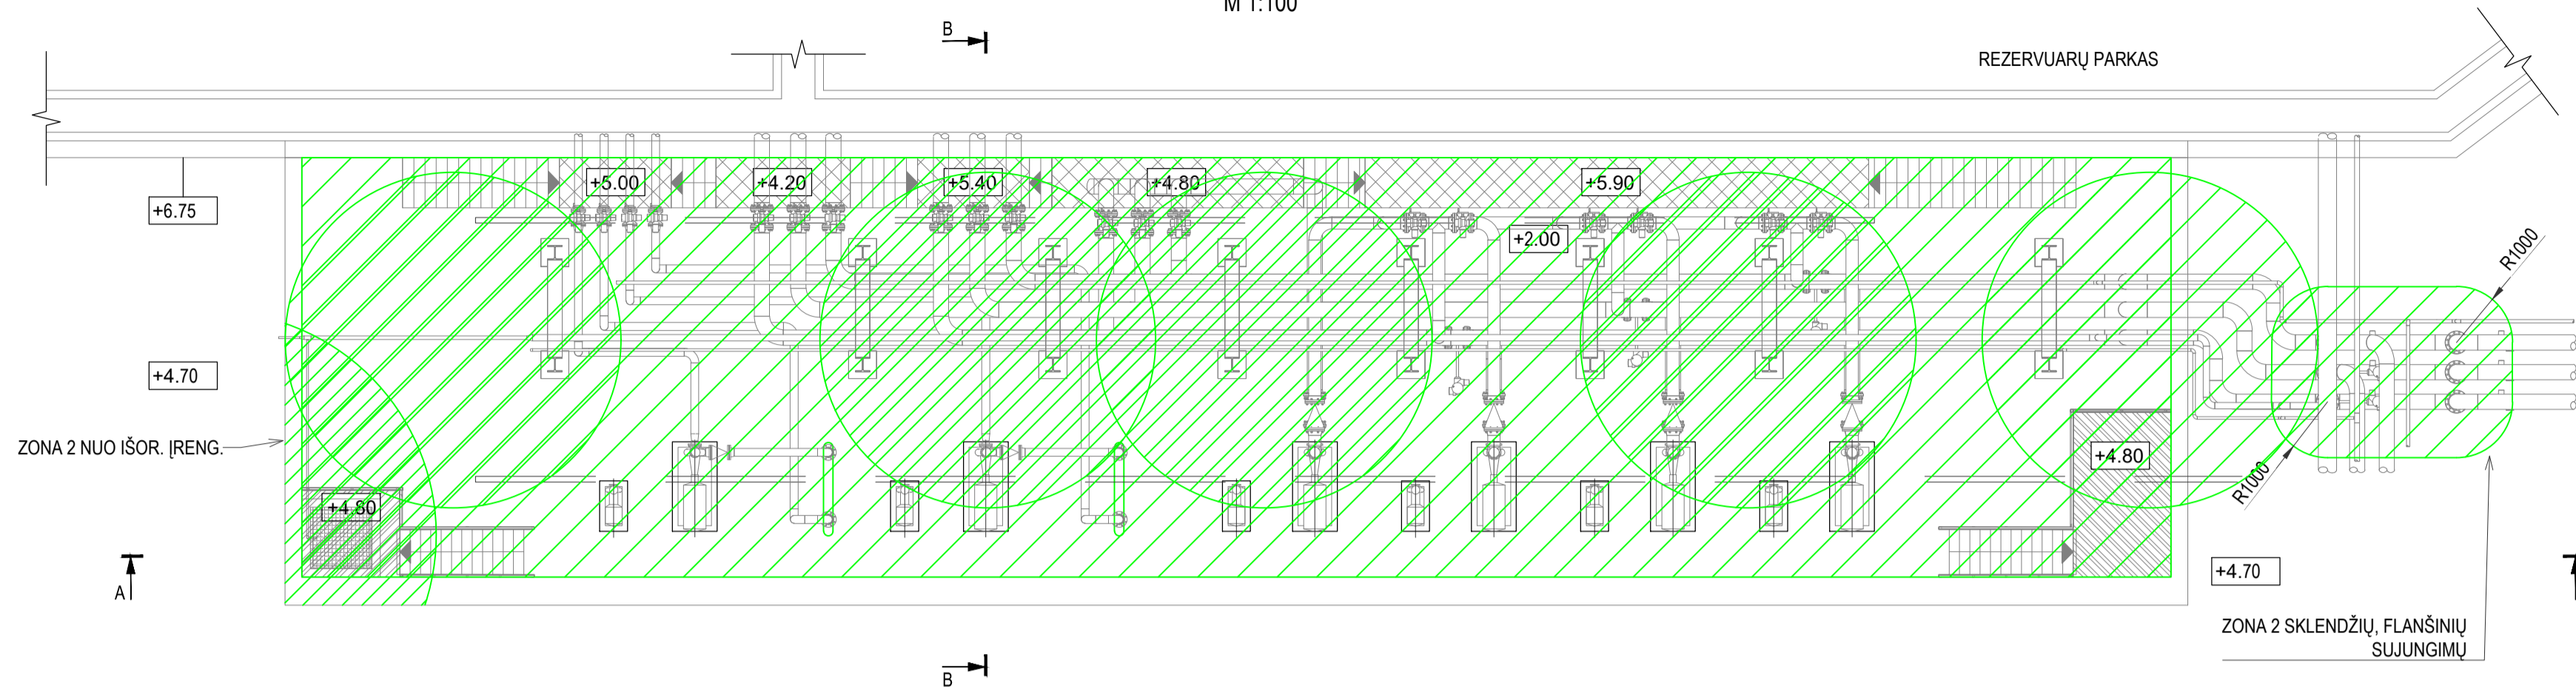 M 1:100
B
REZERVUARŲ PARKAS
+5.00
+4.20
+5.40
+4.80
+5.90
+6.75
+2.00
R1000
+4.70
ZONA 2 NUO IŠOR. ĮRENG.
+4.80
+4.80
R1000
A
+4.70
ZONA 2 SKLENDŽIŲ, FLANŠINIŲ
SUJUNGIMŲ
B